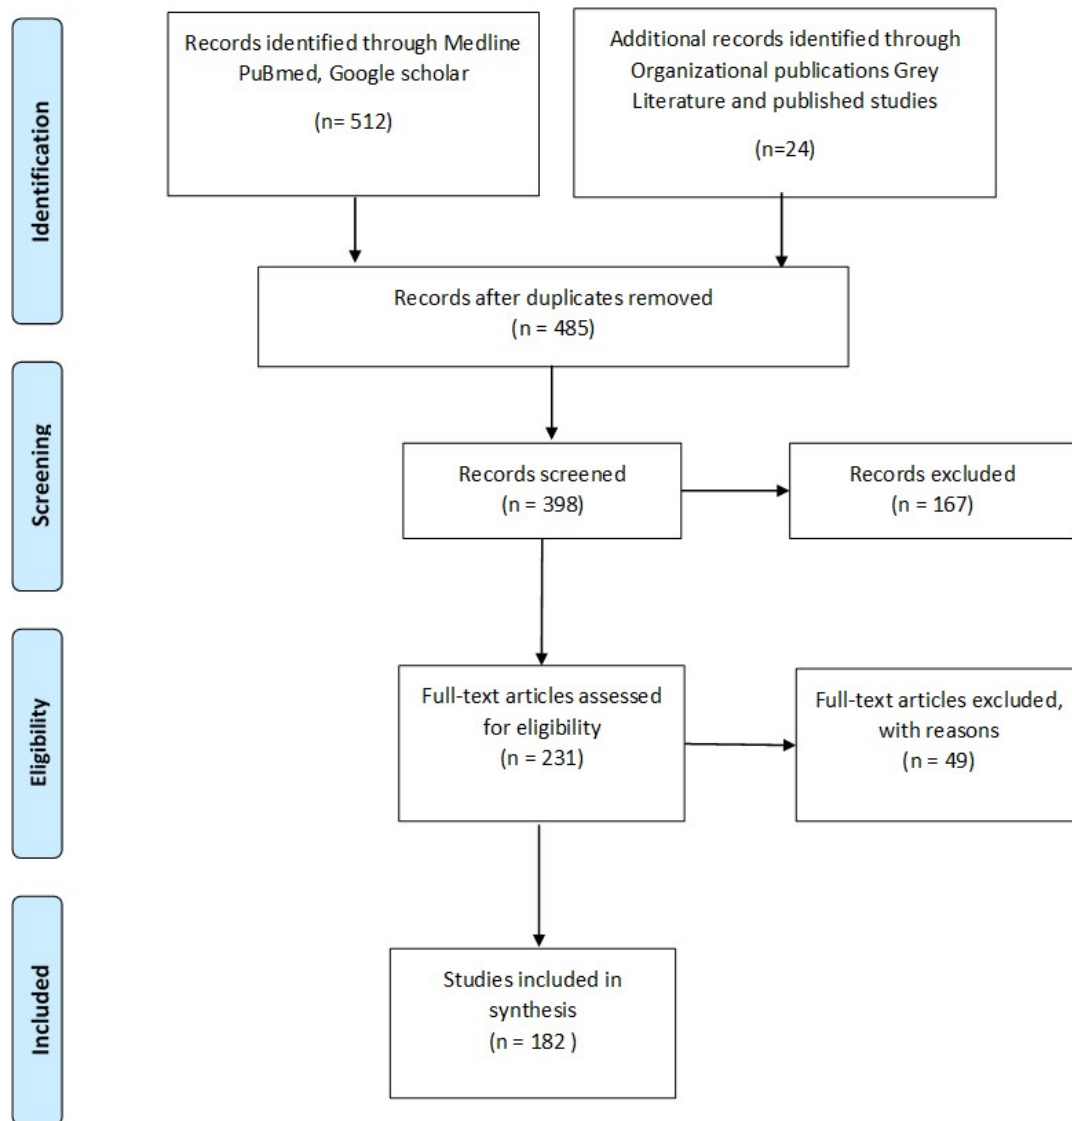 Identification
Records identified through Medline
PuBmed, Google scholar
(n= 512)
Additional records identified through
Organizational publications Grey
Literature and published studies
(n=24)
Records after duplicates removed
(n = 485)
Screening
Records screened
(n = 398)
Records excluded
(n = 167)
Eligibility
Full-text articles assessed
for eligibility
(n = 231)
Full-text articles excluded,
with reasons
(n = 49)
Included
Studies included in
synthesis
(n = 182 )